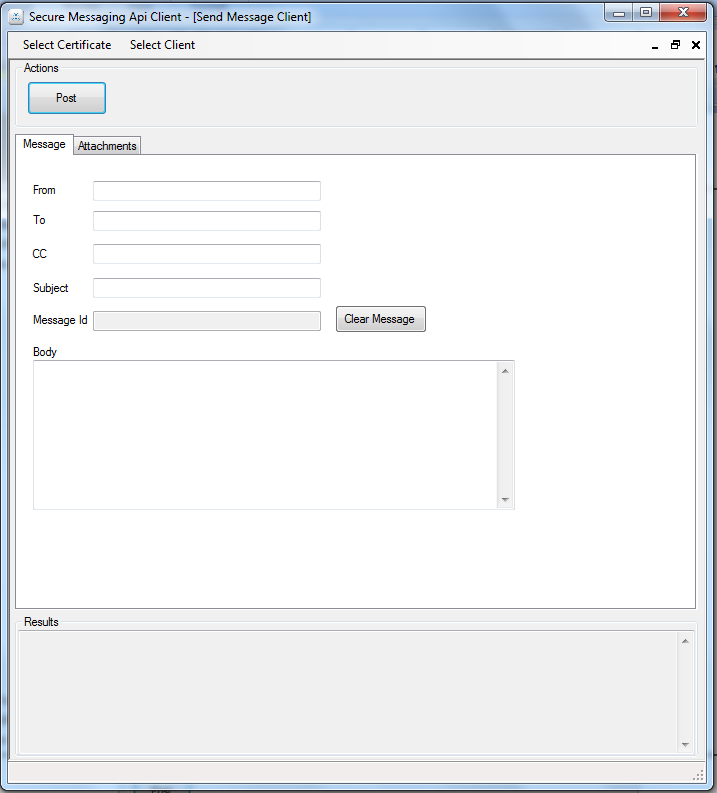 Secure Messaging Api Client - [Send Message Client]
Select Certificate Select Client
Actions
Post
Message Attachments
From
To
CC
Subject
Message Id Clear Message
Body
Results